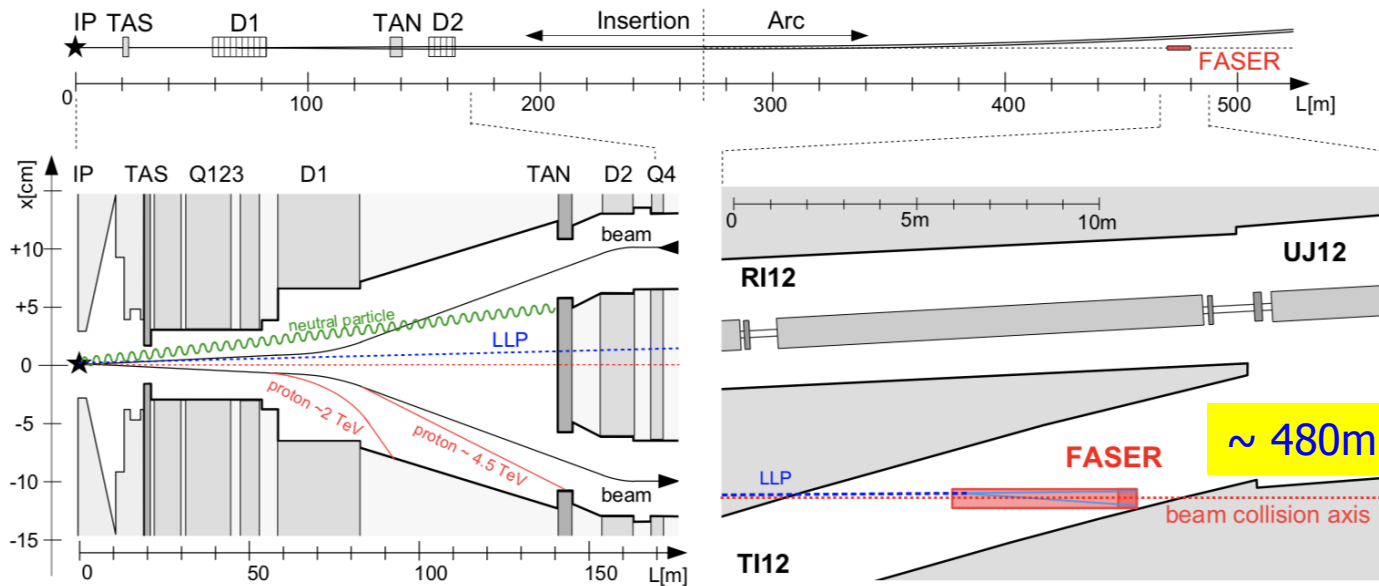 IP TAS D1 TAN D2 Insertion Arc
FASER
0 100 200 300 400 500 L[m]
x[cm]
IP TAS Q123 D1 TAN D2 Q4
+10
+5
0
-5
-10
-15
beam
neutral particle
LLP
proton ~2 TeV
proton ~ 4.5 TeV
beam
0 50 100 150 L[m]
0 5m 10m
RI12
UJ12
~ 480m
FASER
LLP
beam collision axis
TI12